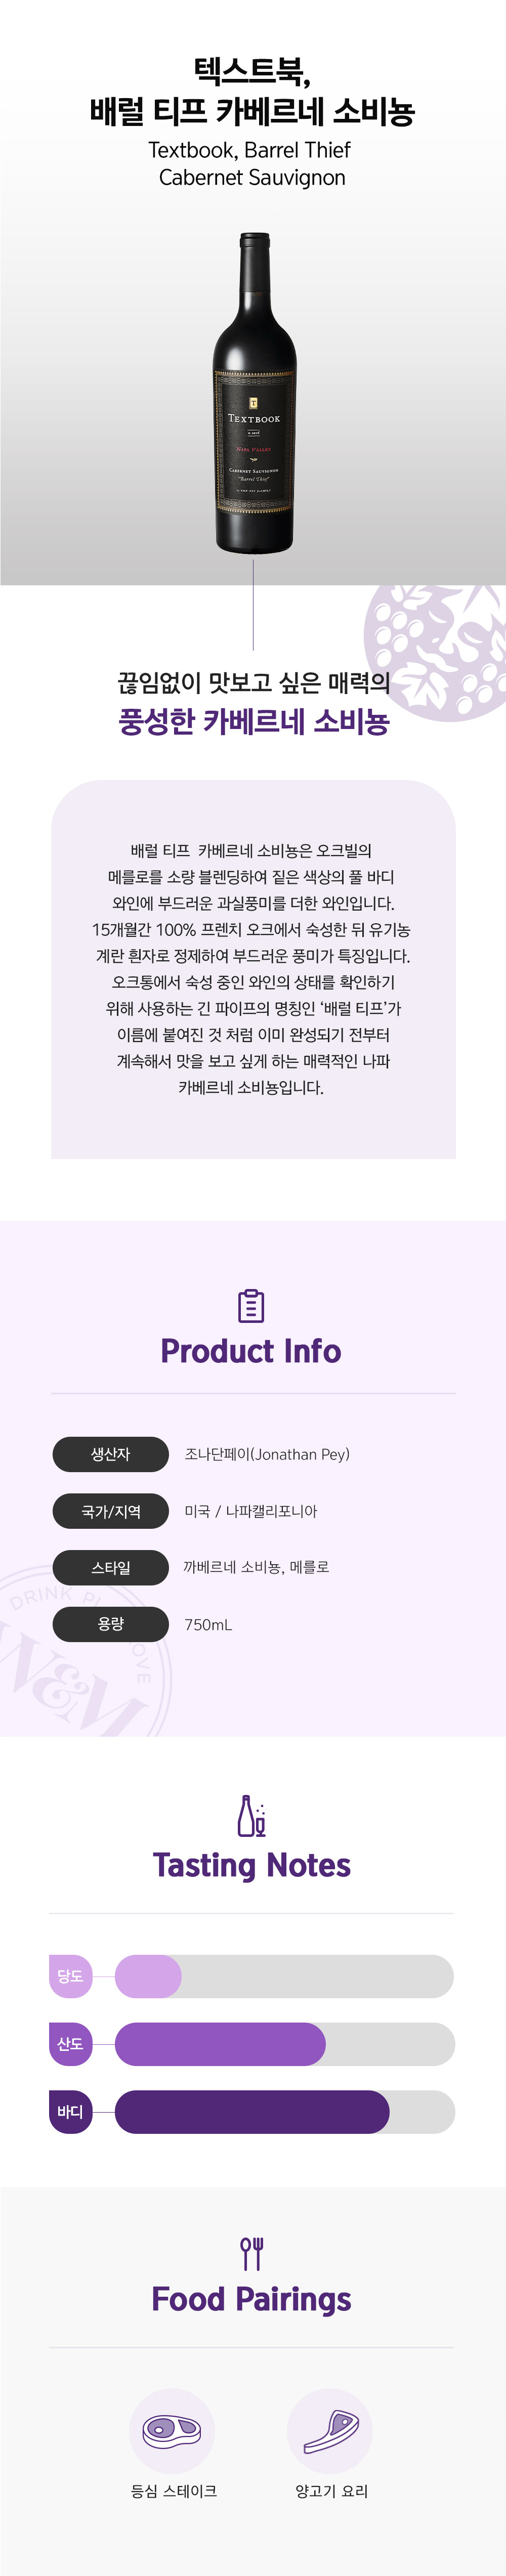 텍스트북,
배럴 티프 카베르네 소비뇽
Textbook, Barrel Thief
Cabernet Sauvignon
T
TEXTBOOK
NAPA VALLEY
CABERNET SAUVIGNON
"Barrel Thief"
끊임없이 맛보고 싶은 매력의
풍성한 카베르네 소비뇽
배럴 티프 카베르네 소비뇽은 오크빌의
메를로를 소량 블렌딩하여 짙은 색상의 풀 바디
와인에 부드러운 과실풍미를 더한 와인입니다.
15개월간 100% 프렌치 오크에서 숙성한 뒤 유기농
계란 흰자로 정제하여 부드러운 풍미가 특징입니다.
오크통에서 숙성 중인 와인의 상태를 확인하기
위해 사용하는 긴 파이프의 명칭인 ‘배럴 티프’가
이름에 붙여진 것 처럼 이미 완성되기 전부터
계속해서 맛을 보고 싶게 하는 매력적인 나파
카베르네 소비뇽입니다.
Product Info
생산자 조나단페이(Jonathan Pey)
국가/지역 미국 / 나파캘리포니아
스타일 까베르네 소비뇽, 메를로
용량 750mL
DRINK
W&M
Tasting Notes
당도
산도
바디
Food Pairings
등심 스테이크 양고기 요리